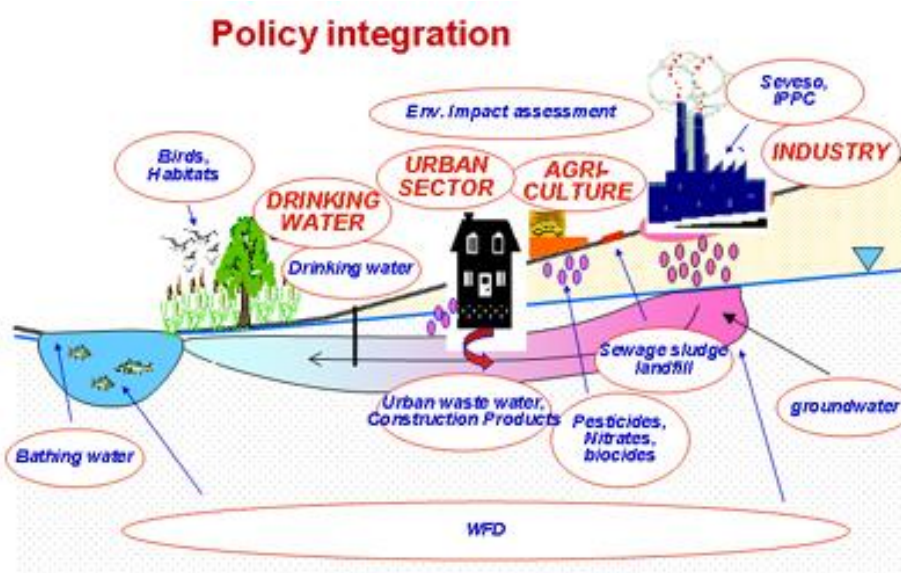 Policy integration
Env. Impact assessment
Seveso,
IPPC
Birds,
Habitats
URBAN
SECTOR
AGRI-
CULTURE
INDUSTRY
DRINKING
WATER
Drinking water
Sewage sludge
landfill
Urban waste water,
Construction Products
Pesticides,
Nitrates,
biocides
groundwater
Bathing water
WFD